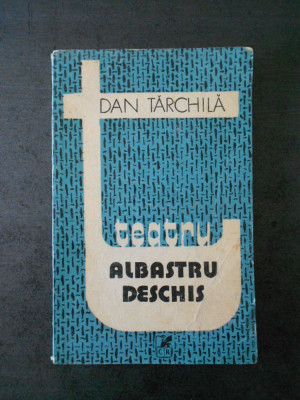 DAN TĂRCHILĂ
teatru
ALBASTRU
DESCHIS